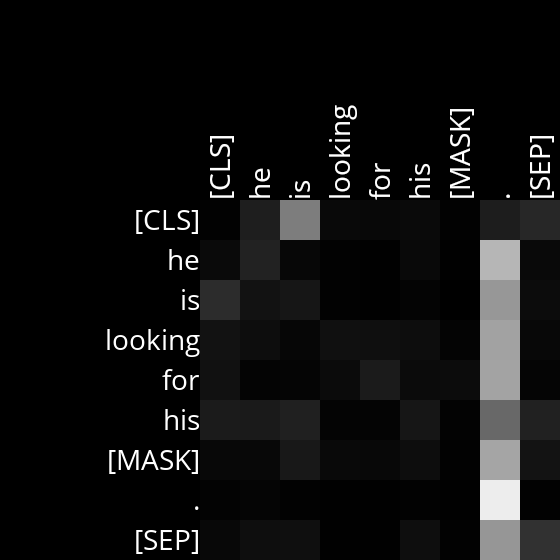 [CLS] he is looking for his [MASK] . [SEP]
[CLS]
he
is
looking
for
his
[MASK]
.
[SEP]